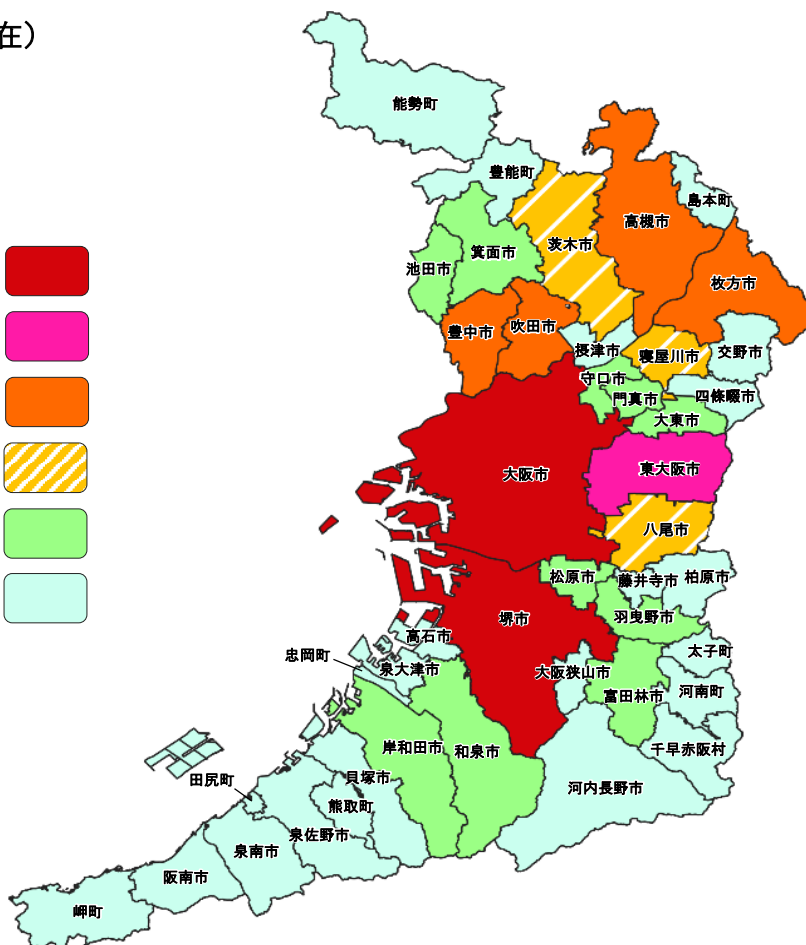 在）
能勢町
豊能町
島本町
高槻市
茨木市
箕面市
池田市
枚方市
吹田市
豊中市
摂津市
寝屋川市
交野市
守口市
門真市
四條畷市
大東市
東大阪市
大阪市
八尾市
松原市
藤井寺市
柏原市
堺市
羽曳野市
高石市
太子町
忠岡町
泉大津市
大阪狭山市
富田林市
河南町
岸和田市
和泉市
千早赤阪村
田尻町
貝塚市
河内長野市
熊取町
泉佐野市
泉南市
阪南市
岬町